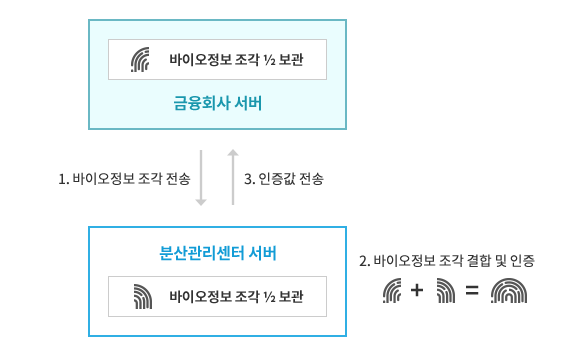 바이오정보 조각 ½ 보관
금융회사 서버
1. 바이오정보 조각 전송
3. 인증값 전송
분산관리센터 서버
바이오정보 조각 ½ 보관
2. 바이오정보 조각 결합 및 인증
+ =